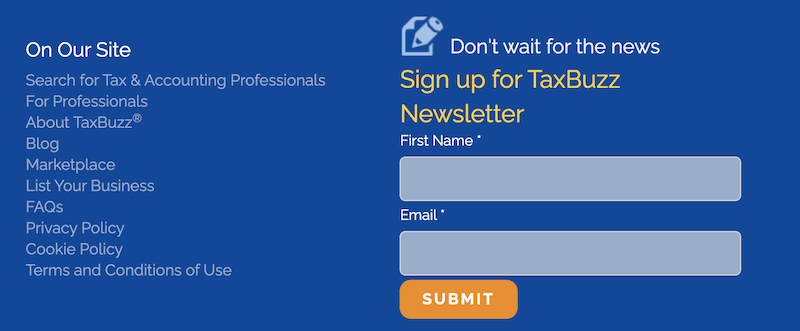 On Our Site
Search for Tax & Accounting Professionals
For Professionals
About TaxBuzz®
Blog
Marketplace
List Your Business
FAQs
Privacy Policy
Cookie Policy
Terms and Conditions of Use
Don't wait for the news
Sign up for TaxBuzz
Newsletter
First Name *
Email *
SUBMIT